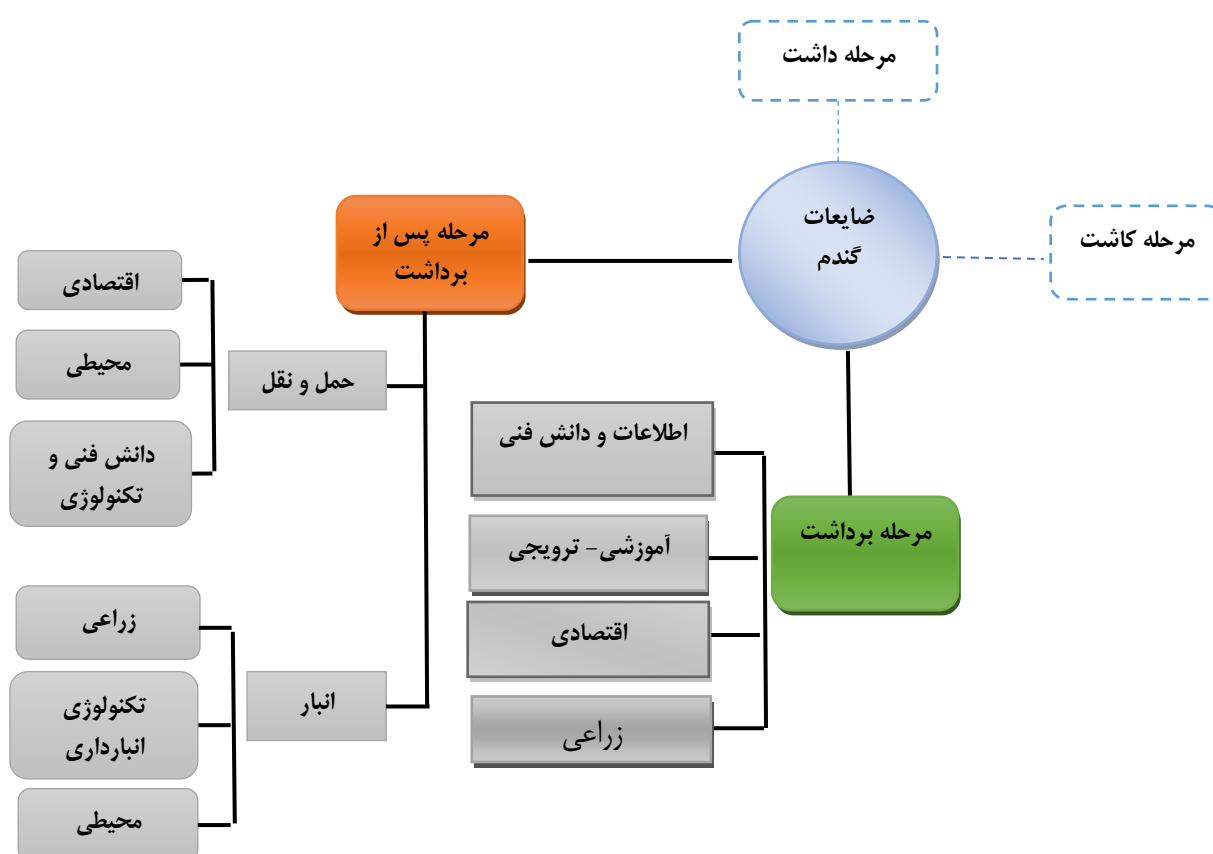 مرحله داشت
ضایعات
گندم
مرحله کاشت
مرحله پس از
برداشت
اقتصادی
محیطی
حمل و نقل
دانش فنی و
تکنولوژی
اطلاعات و دانش فنی
مرحله برداشت
آموزشی- ترویجی
اقتصادی
زراعی
زراعی
انبار
تکنولوژی
انبارداری
محیطی